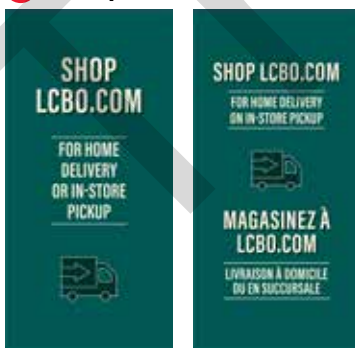 SHOP
LCBO.COM
FOR HOME
DELIVERY
OR IN-STORE
PICKUP
SHOP LCBO.COM
FOR HOME DELIVERY
OR IN-STORE PICKUP
MAGASINEZ À
LCBO.COM
LIVRAISON À DOMICILE
OU EN SUCCURSALE